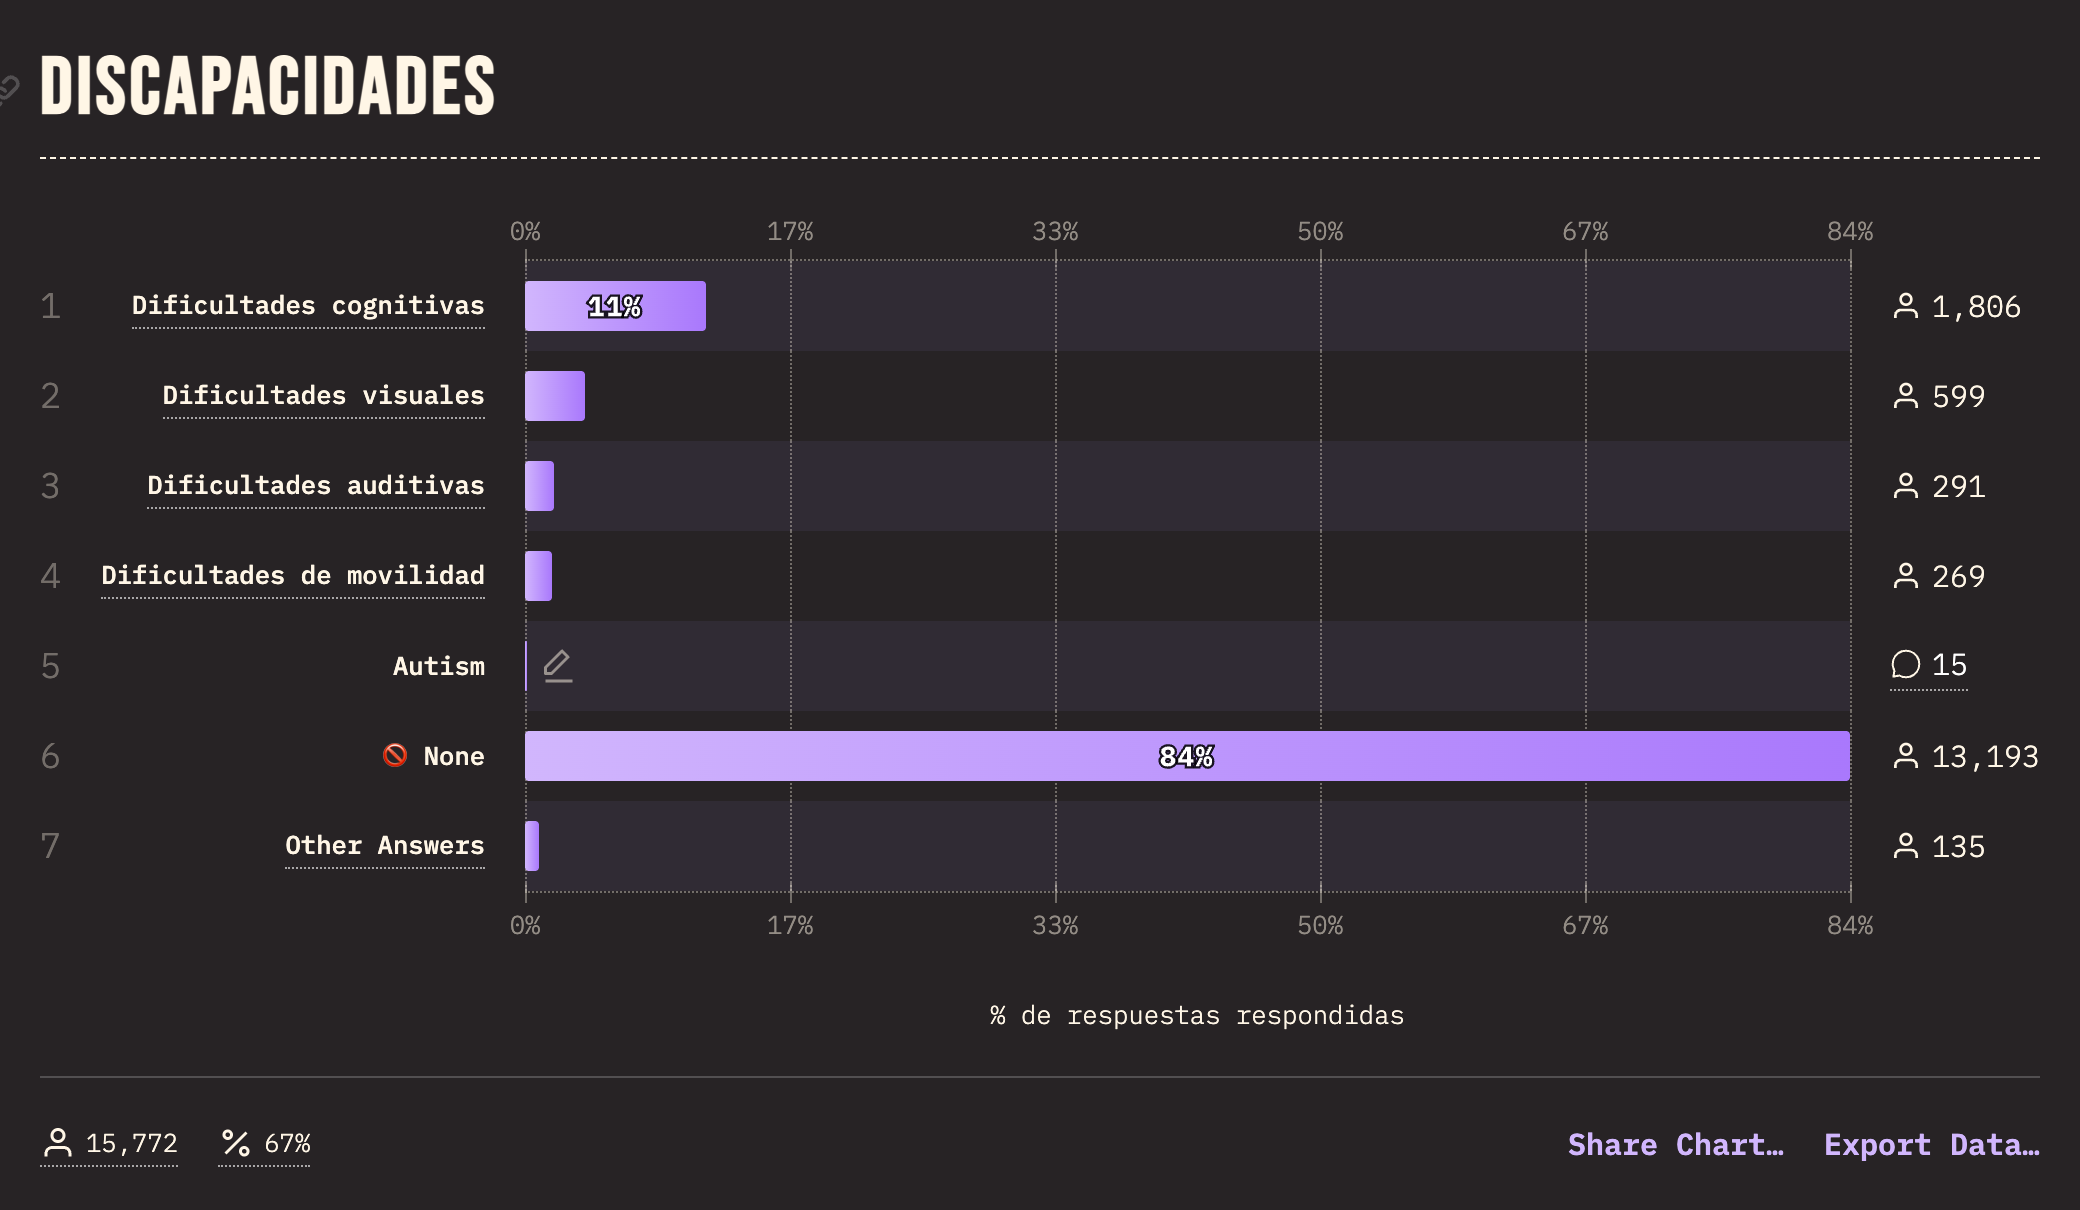 DISCAPACIDADES
0% 17% 33% 50% 67% 84%
1 Dificultades cognitivas 11% 1,806
2 Dificultades visuales 599
3 Dificultades auditivas 291
4 Dificultades de movilidad 269
5 Autism 15
6 None 84% 13,193
7 Other Answers 135
0% 17% 33% 50% 67% 84%
% de respuestas respondidas
15,772 67% Share Chart… Export Data…